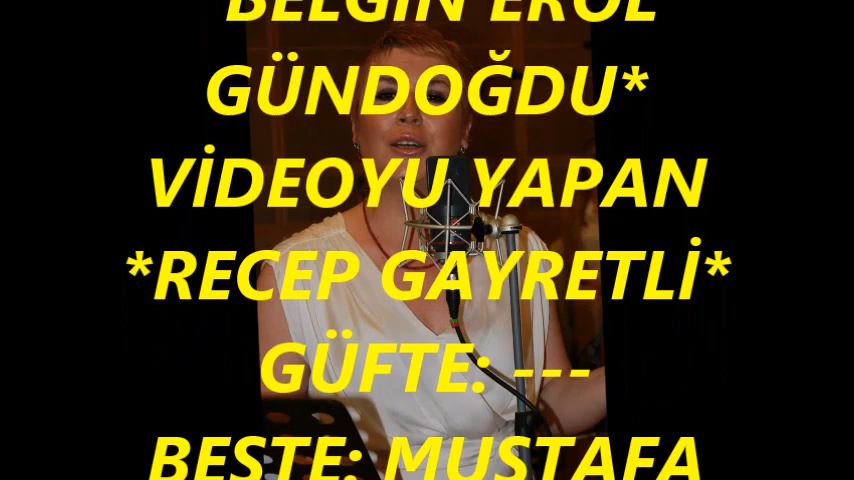 BELGİN EROL
GÜNDOĞDU*
VİDEOYU YAPAN
*RECEP GAYRETLİ*
GÜFTE: ---
BESTE: MUSTAFA